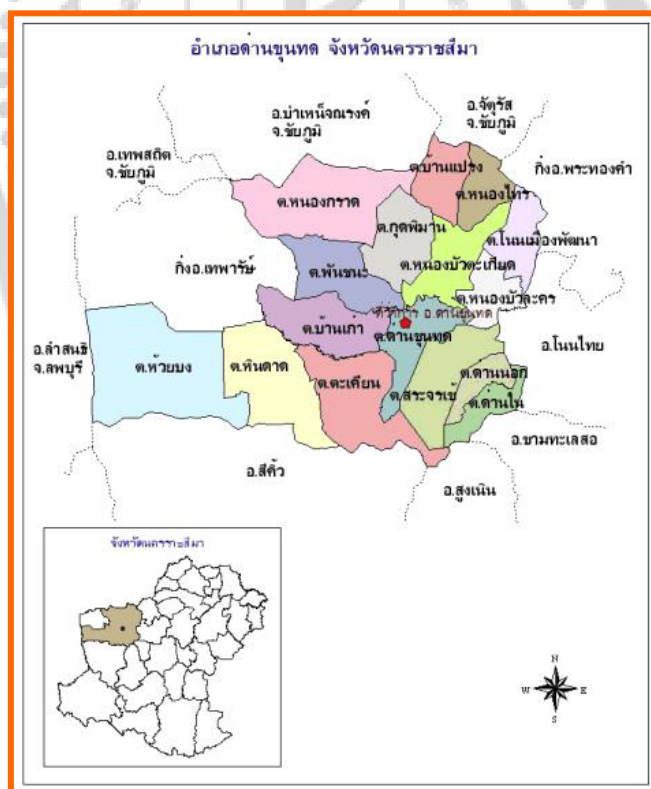 อำเภอด่านขุนทด จังหวัดนครราชสีมา
อ.บำเหน็จณรงค์
จ.ชัยภูมิ
อ.จัตุรัส
จ.ชัยภูมิ
อ.เทพสถิต
จ.ชัยภูมิ
ต.บ้านแปรง
กิ่งอ.พระทองคำ
ต.หนองไทร
ต.หนองกราด
ต.กุดพิมาน
ต.โนนเมืองพัฒนา
กิ่งอ.เทพารักษ์
ต.พันชนะ
ต.หนองบัวตะเกียด
ต.หนองบัวละคร
ที่ว่าการ อ.ด่านขุนทด
ต.บ้านเก่า
ต.ด่านขุนทด
อ.ลำสนธิ
จ.ลพบุรี
อ.โนนไทย
ต.ห้วยบง
ต.หินดาด
ต.ตะเคียน
ต.ด่านนอก
ต.สระจรเข้
ต.ด่านใน
อ.ขามทะเลสอ
อ.สีคิ้ว
อ.สูงเนิน
จังหวัดนครราชสีมา
N
W E
S